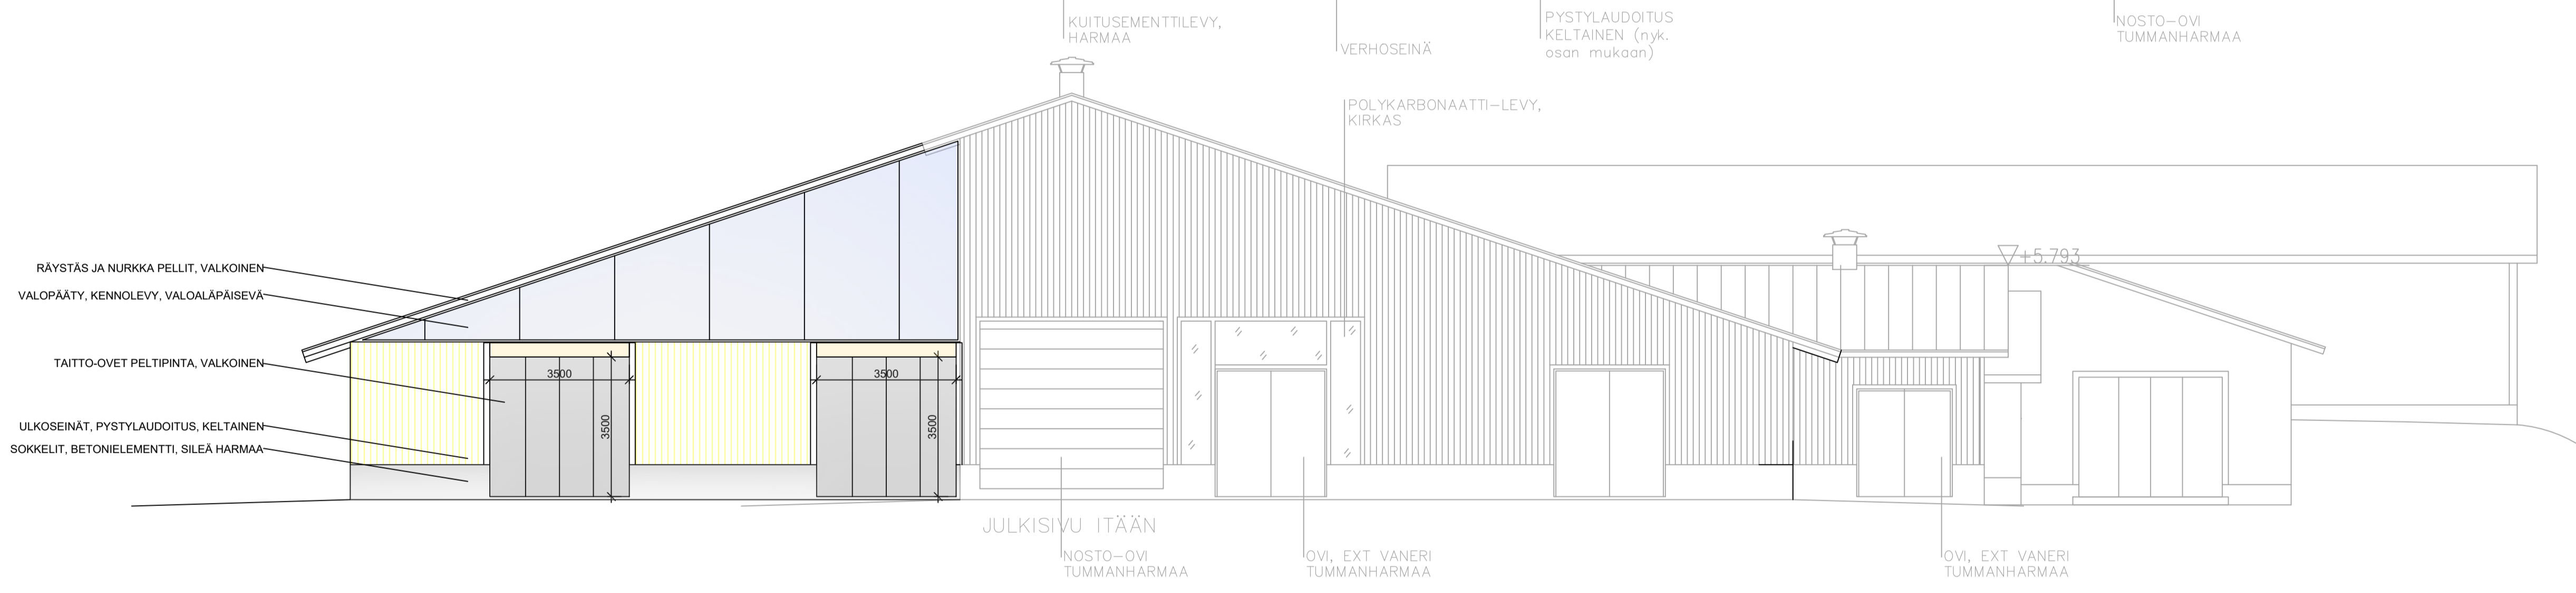 KUITUSEMENTTILEVY,
HARMAA
VERHOSEINÄ
PYSTYLAUDOITUS
KELTAINEN (nyk.
osan mukaan)
NOSTO-OVI
TUMMANHARMAA
POLYKARBONAATTI-LEVY,
KIRKAS
+5.793
RÄYSTÄS JA NURKKA PELLIT, VALKOINEN
VALOPÄÄTY, KENNOLEVY, VALOALÄPÄISEVÄ
TAITTO-OVET PELTIPINTA, VALKOINEN
ULKOSEINÄT, PYSTYLAUDOITUS, KELTAINEN
SOKKELIT, BETONIELEMENTTI, SILEÄ HARMAA
3500
3500
3500
3500
JULKISIVU ITÄÄN
NOSTO-OVI
TUMMANHARMAA
OVI, EXT VANERI
TUMMANHARMAA
OVI, EXT VANERI
TUMMANHARMAA